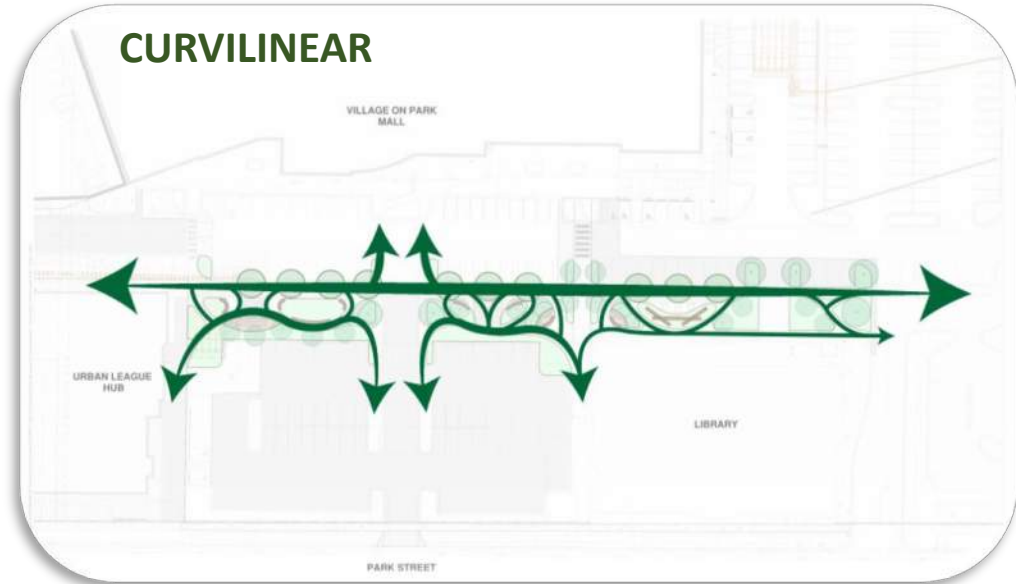 CURVILINEAR
VILLAGE ON PARK
MALL
URBAN LEAGUE
HUB
LIBRARY
PARK STREET